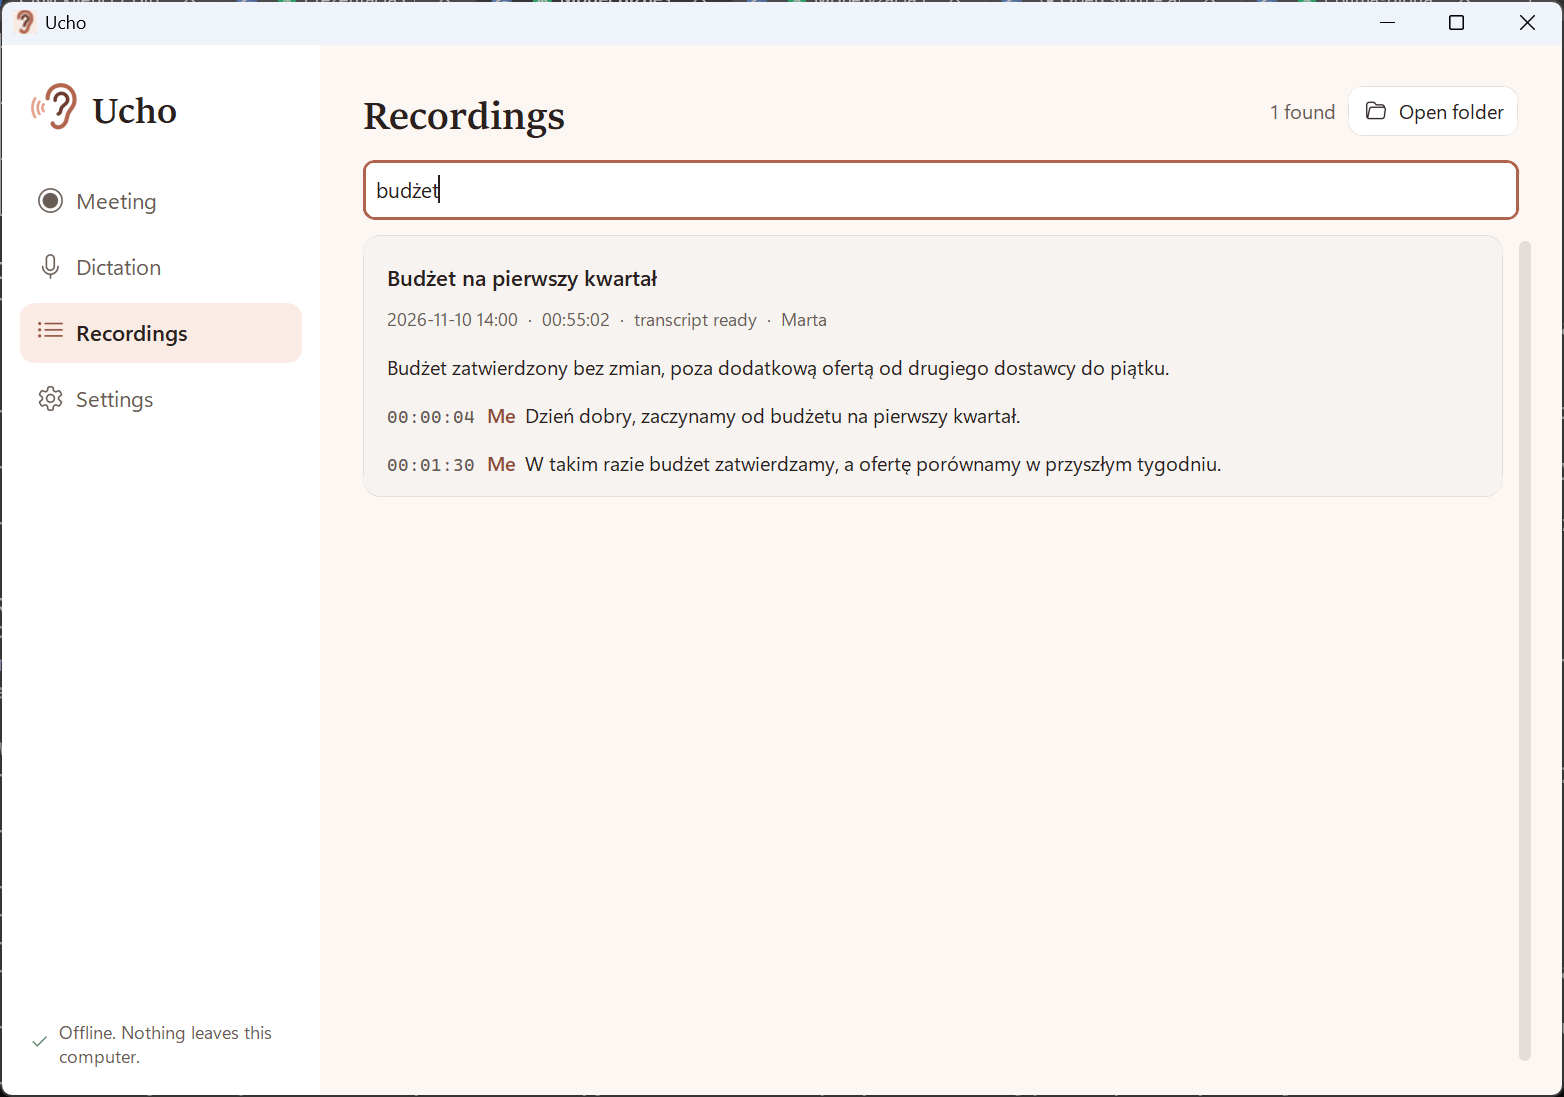 Ucho
Ucho
Meeting
Dictation
Recordings
Settings
Offline. Nothing leaves this
computer.
Recordings
1 found
Open folder
budżet
Budżet na pierwszy kwartał
2026-11-10 14:00 · 00:55:02 · transcript ready · Marta
Budżet zatwierdzony bez zmian, poza dodatkową ofertą od drugiego dostawcy do piątku.
00:00:04 Me Dzień dobry, zaczynamy od budżetu na pierwszy kwartał.
00:01:30 Me W takim razie budżet zatwierdzamy, a ofertę porównamy w przyszłym tygodniu.